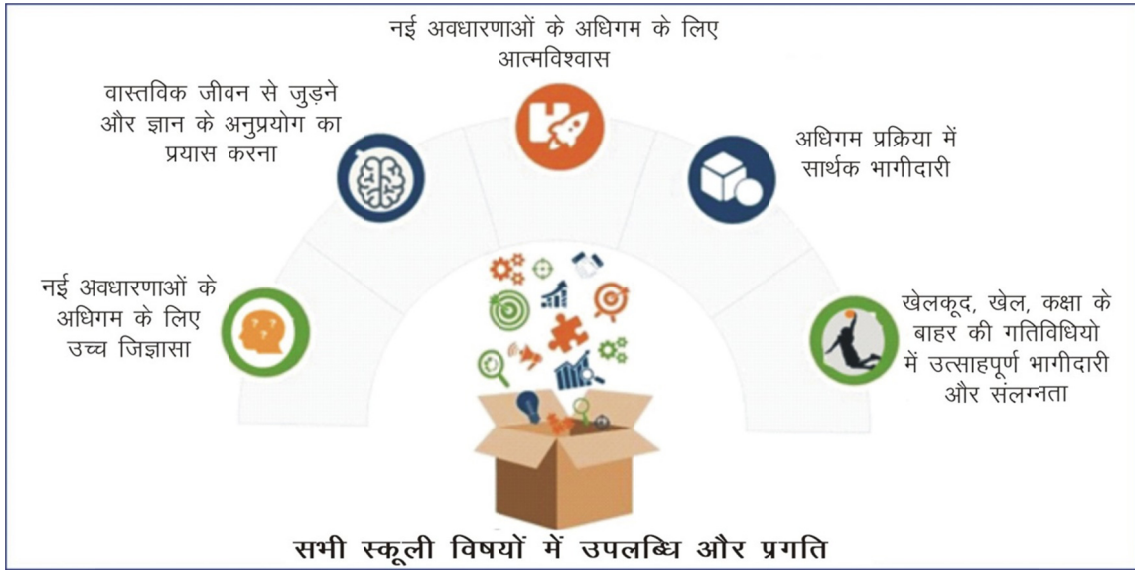 नई अवधारणाओं के अधिगम के लिए
आत्मविश्वास
वास्तविक जीवन से जुड़ने
और ज्ञान के अनुप्रयोग का
प्रयास करना
अधिगम प्रक्रिया में
सार्थक भागीदारी
नई अवधारणाओं के
अधिगम के लिए
उच्च जिज्ञासा
खेलकूद, खेल, कक्षा के
बाहर की गतिविधियो
में उत्साहपूर्ण भागीदारी
और संलग्नता
सभी स्कूली विषयों में उपलब्धि और प्रगति